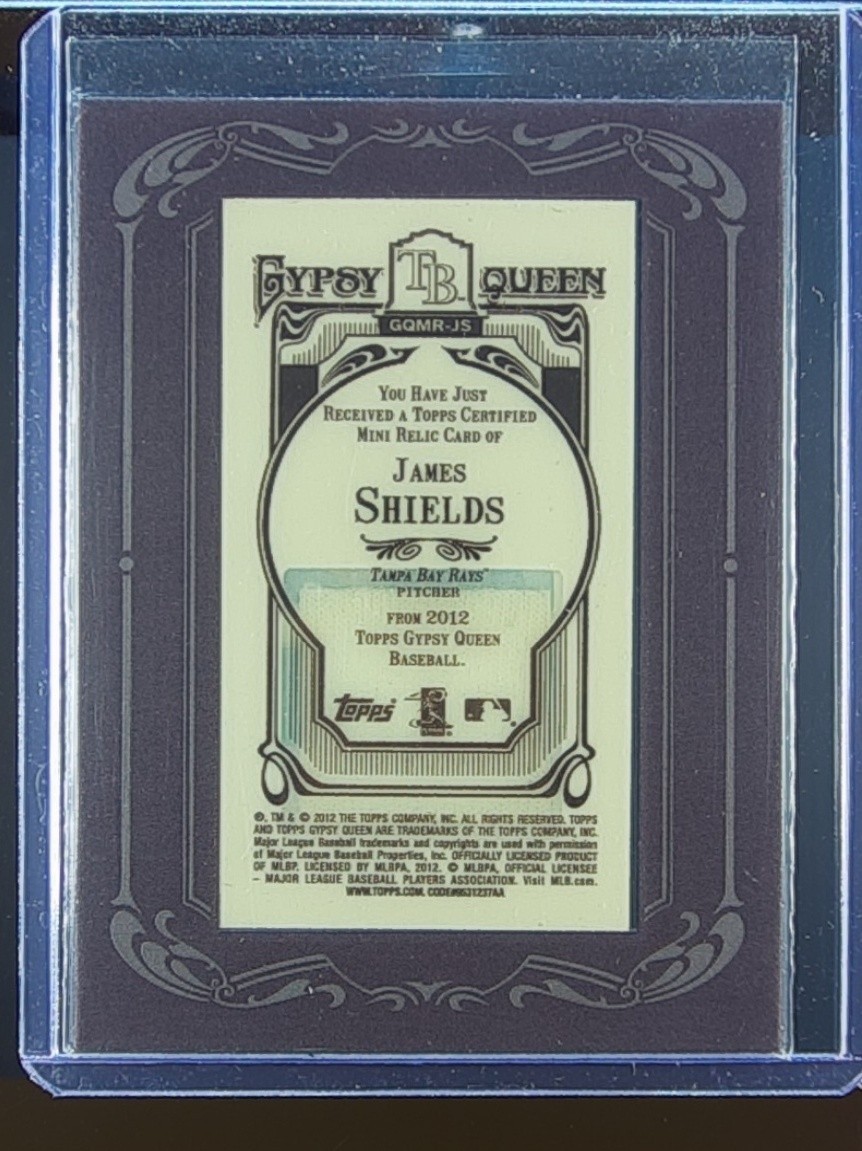 GYPSY TB QUEEN
GQMR-JS
YOU HAVE JUST
RECEIVED A TOPPS CERTIFIED
MINI RELIC CARD OF
JAMES
SHIELDS
TAMPA BAY RAYS™
PITCHER
FROM 2012
TOPPS GYPSY QUEEN
BASEBALL.
topps ® ®
®, TM & © 2012 THE TOPPS COMPANY, INC. ALL RIGHTS RESERVED. TOPPS
AND TOPPS GYPSY QUEEN ARE TRADEMARKS OF THE TOPPS COMPANY, INC.
Major League Baseball trademarks and copyrights are used with permission
of Major League Baseball Properties, Inc. OFFICIALLY LICENSED PRODUCT
OF MLBP. LICENSED BY MLBPA, 2012. © MLBPA, OFFICIAL LICENSEE
– MAJOR LEAGUE BASEBALL PLAYERS ASSOCIATION. Visit MLB.com.
WWW.TOPPS.COM. CODE#9531237AA